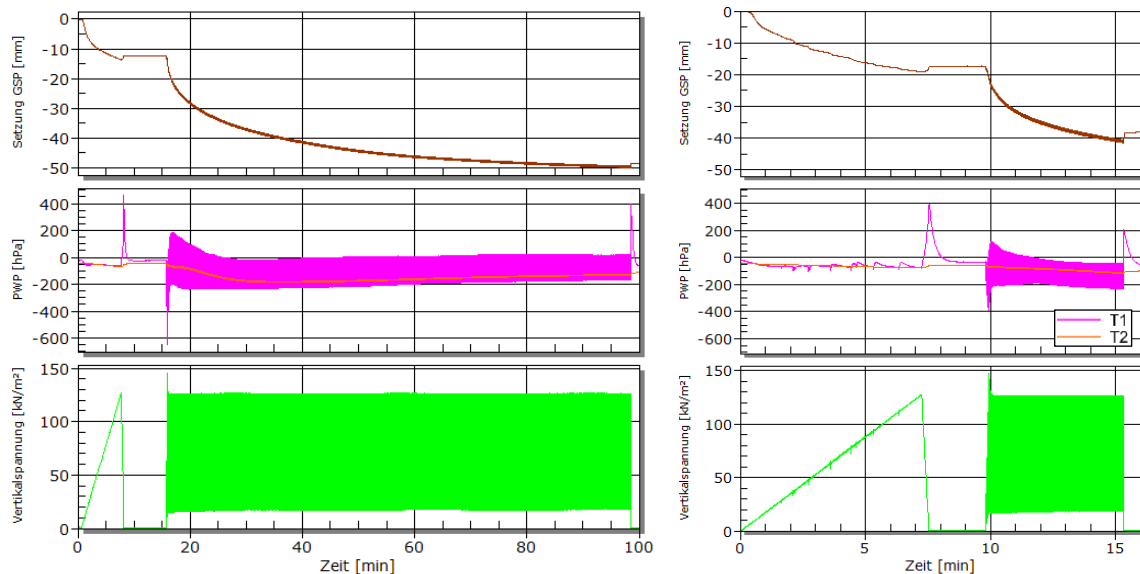 Setzung GSP [mm]
0
-10
-20
-30
-40
-50
PWP [hPa]
400
200
0
-200
-400
-600
Vertikalspannung [kN/m²]
150
100
50
0
0 20 40 60 80 100
Zeit [min]
Setzung GSP [mm]
0
-10
-20
-30
-40
-50
PWP [hPa]
400
200
0
-200
-400
-600
T1
T2
Vertikalspannung [kN/m²]
150
100
50
0
0 5 10 15
Zeit [min]